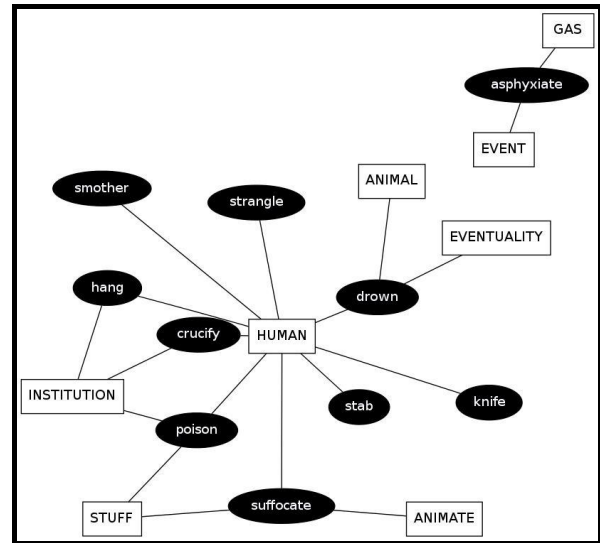 GAS
asphyxiate
EVENT
ANIMAL
smother
strangle
EVENTUALITY
hang
drown
crucify
HUMAN
INSTITUTION
stab
knife
poison
suffocate
STUFF
ANIMATE